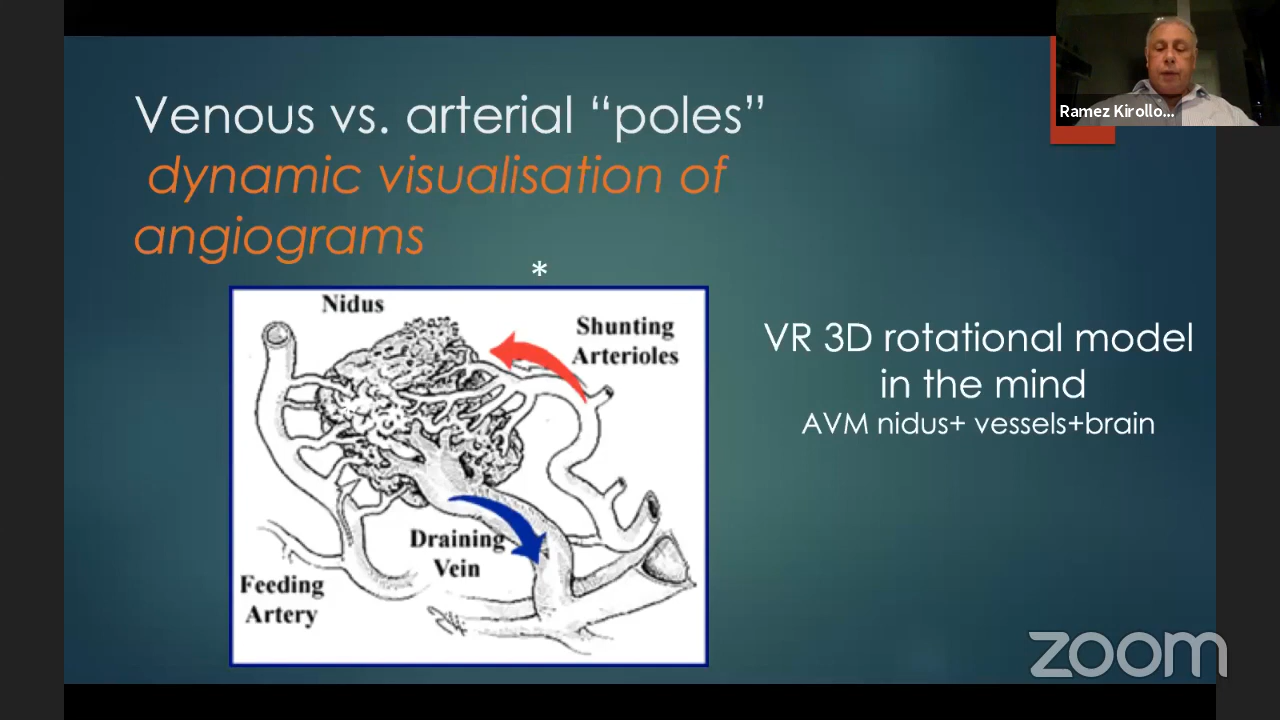 Ramez Kirollo...
Venous vs. arterial “poles”
dynamic visualisation of
angiograms
*
Nidus
Shunting
Arterioles
Draining
Vein
Feeding
Artery
VR 3D rotational model
in the mind
AVM nidus+ vessels+brain
zoom